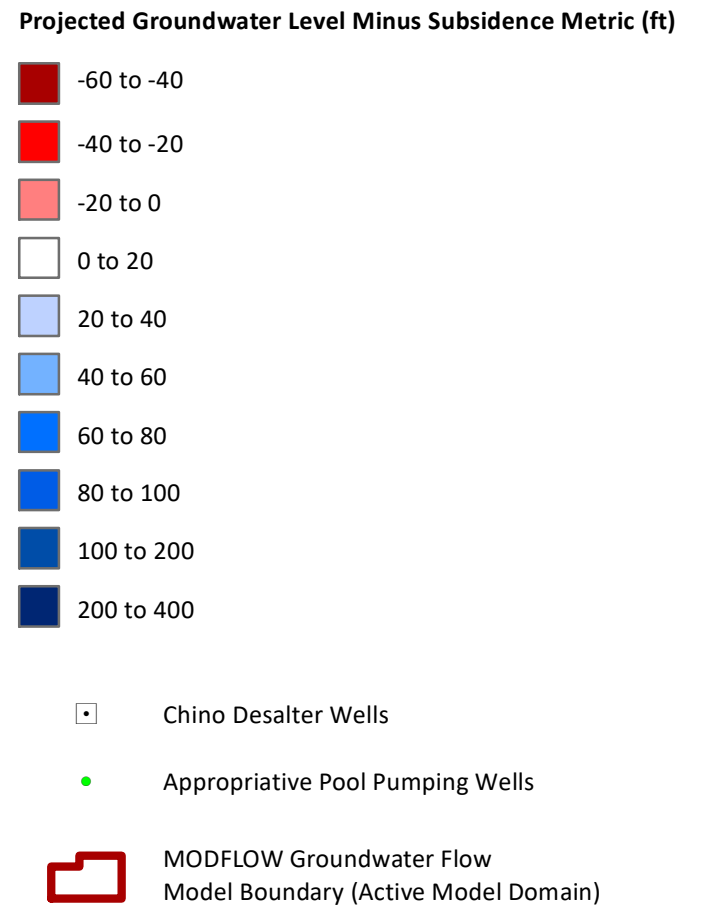 Projected Groundwater Level Minus Subsidence Metric (ft)
-60 to -40
-40 to -20
-20 to 0
0 to 20
20 to 40
40 to 60
60 to 80
80 to 100
100 to 200
200 to 400
Chino Desalter Wells
Appropriative Pool Pumping Wells
MODFLOW Groundwater Flow
Model Boundary (Active Model Domain)